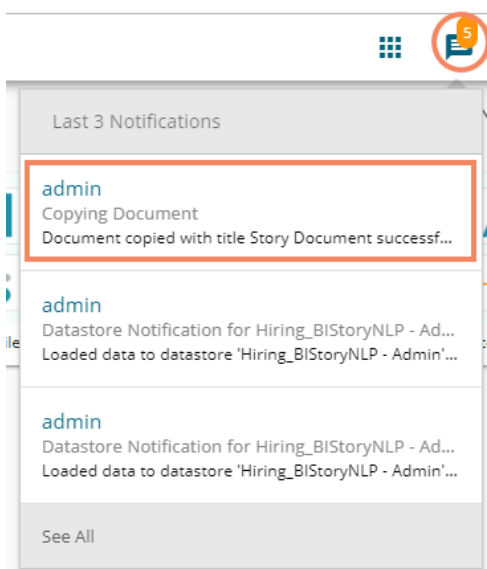 5
Last 3 Notifications
admin
Copying Document
Document copied with title Story Document successf...
admin
Datastore Notification for Hiring_BIStoryNLP - Ad...
Loaded data to datastore 'Hiring_BIStoryNLP - Admin'...
admin
Datastore Notification for Hiring_BIStoryNLP - Ad...
Loaded data to datastore 'Hiring_BIStoryNLP - Admin'...
See All